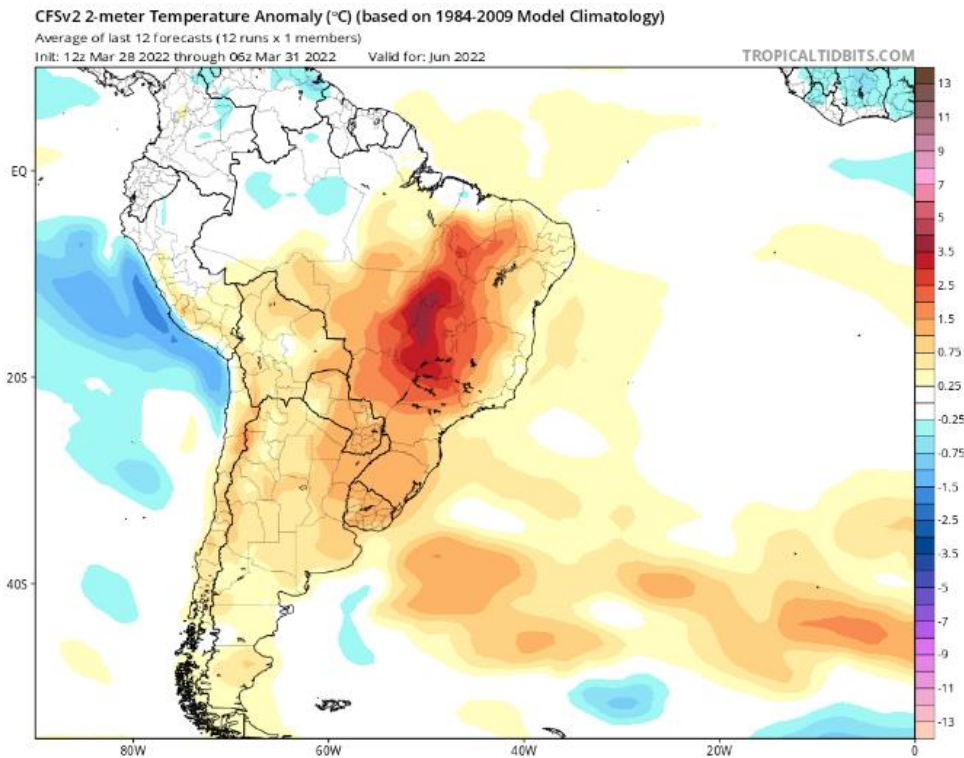 CFSv2 2-meter Temperature Anomaly (°C) (based on 1984-2009 Model Climatology)
Average of last 12 forecasts (12 runs x 1 members)
Init: 12z Mar 28 2022 through 06z Mar 31 2022 Valid for: Jun 2022
TROPICALTIDBITS.COM
EQ
20S
40S
80W
60W
40W
20W
0
13
11
9
7
6
5
4
3.5
2.5
1.5
0.75
0.25
-0.25
-0.75
-1.5
-2.5
-3.5
-5
-7
-9
-11
-13